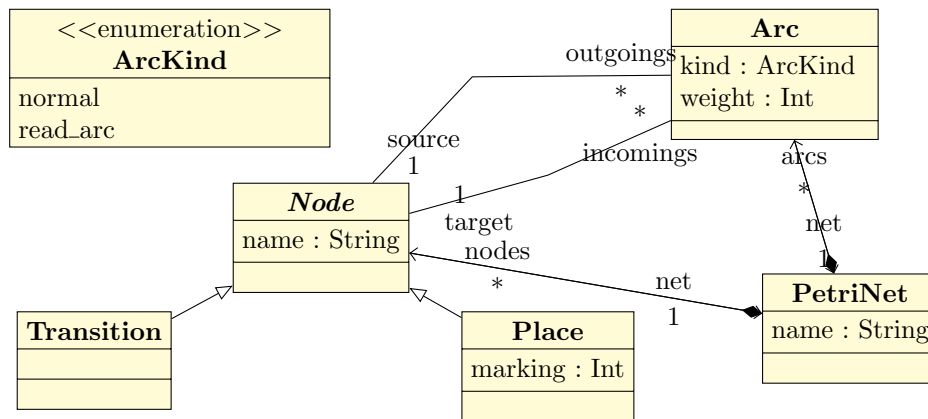 <<enumeration>>
ArcKind
normal
read_arc
Arc
kind : ArcKind
weight : Int
outgoings
*
source
1
*
incomings
1
target
arcs
*
net
1
Node
name : String
nodes
*
net
1
PetriNet
name : String
Transition
Place
marking : Int